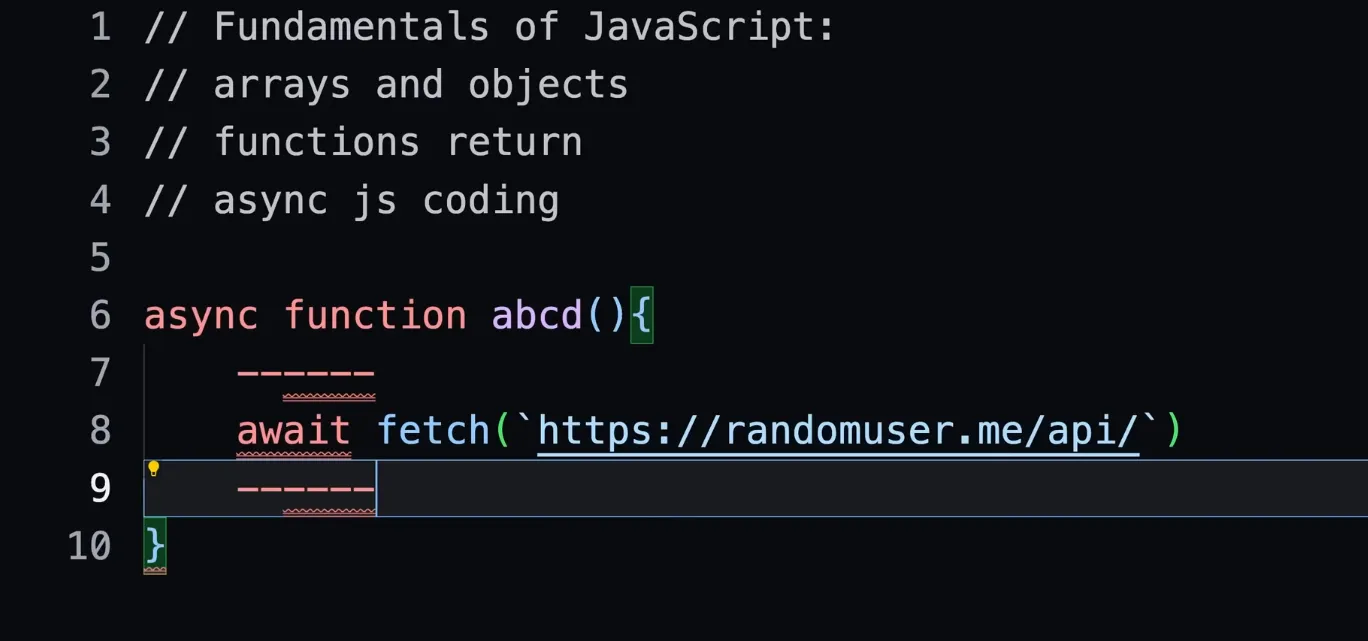 1 // Fundamentals of JavaScript:
2 // arrays and objects
3 // functions return
4 // async js coding
5
6 async function abcd(){
7 ------
8 await fetch(`https://randomuser.me/api/`)
9 ------
10 }